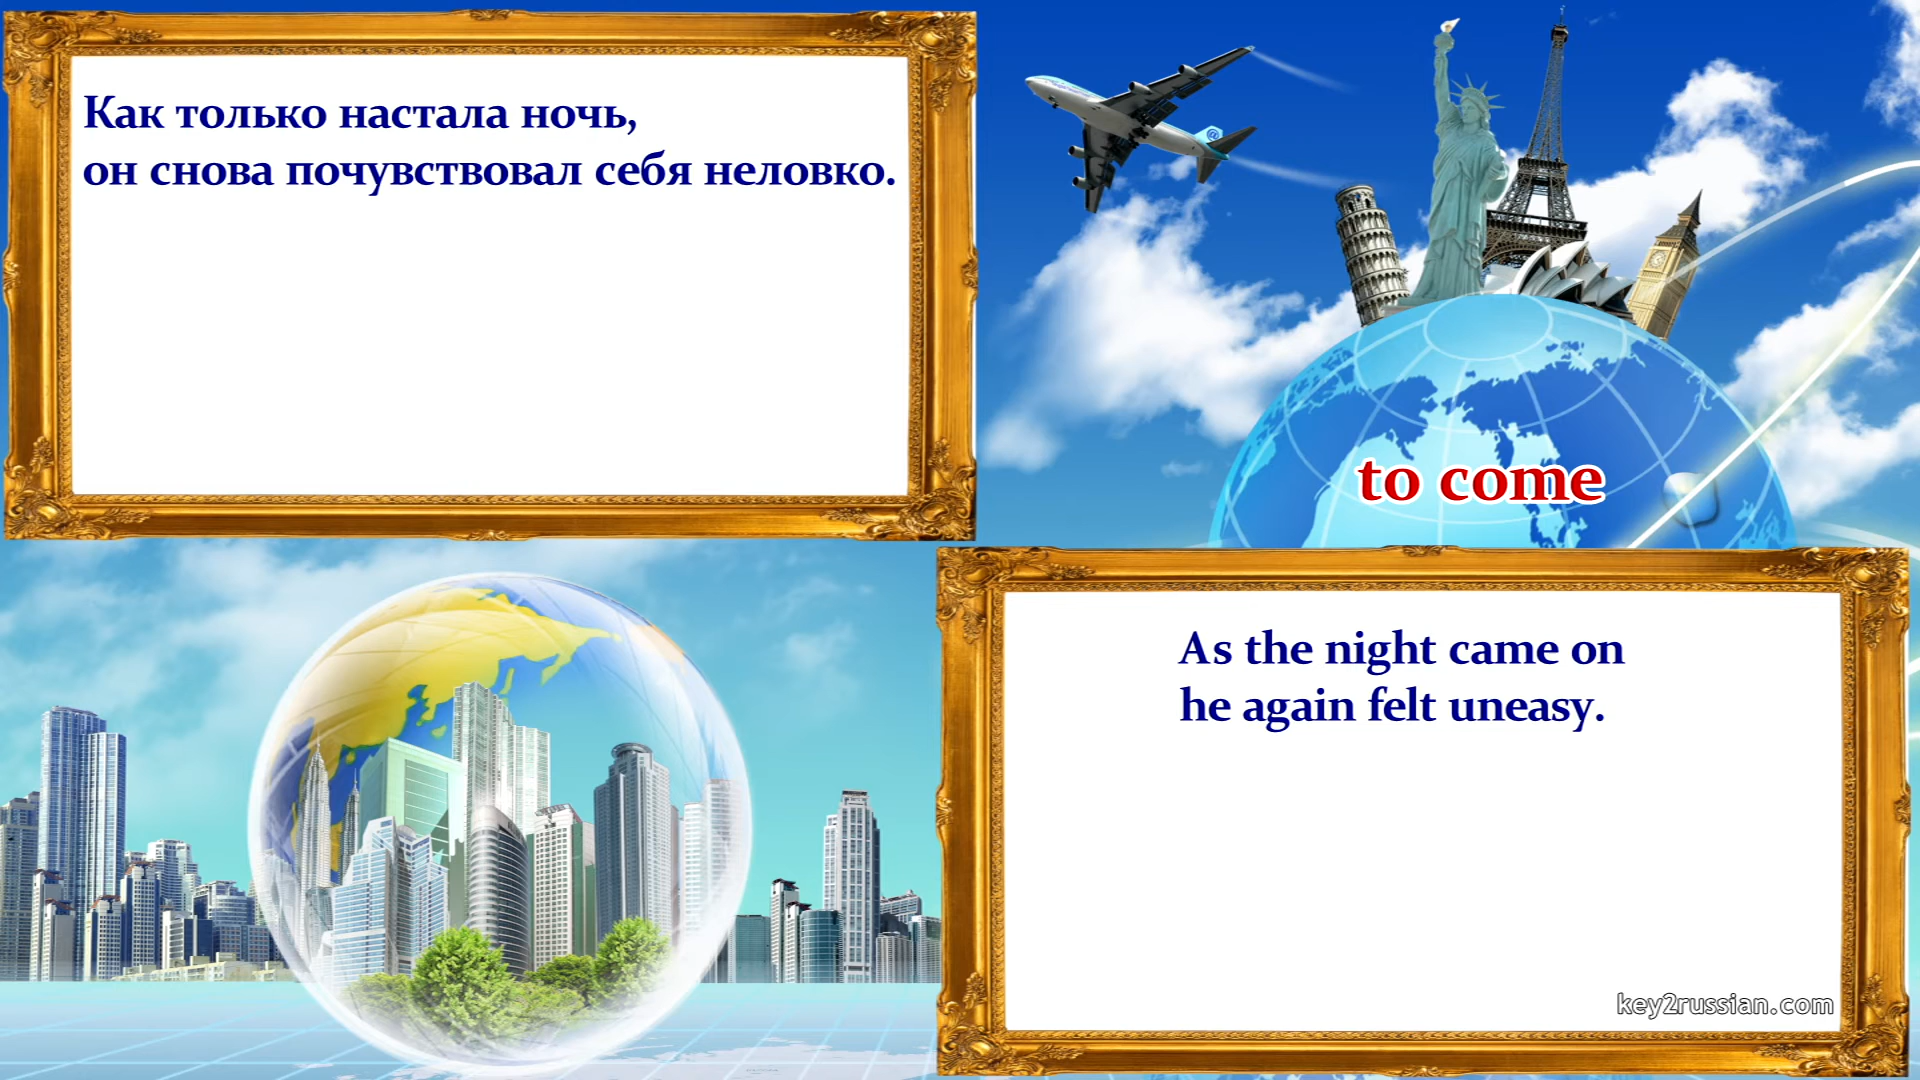 Как только настала ночь,
он снова почувствовал себя неловко.
to come
As the night came on
he again felt uneasy.
key2russian.com